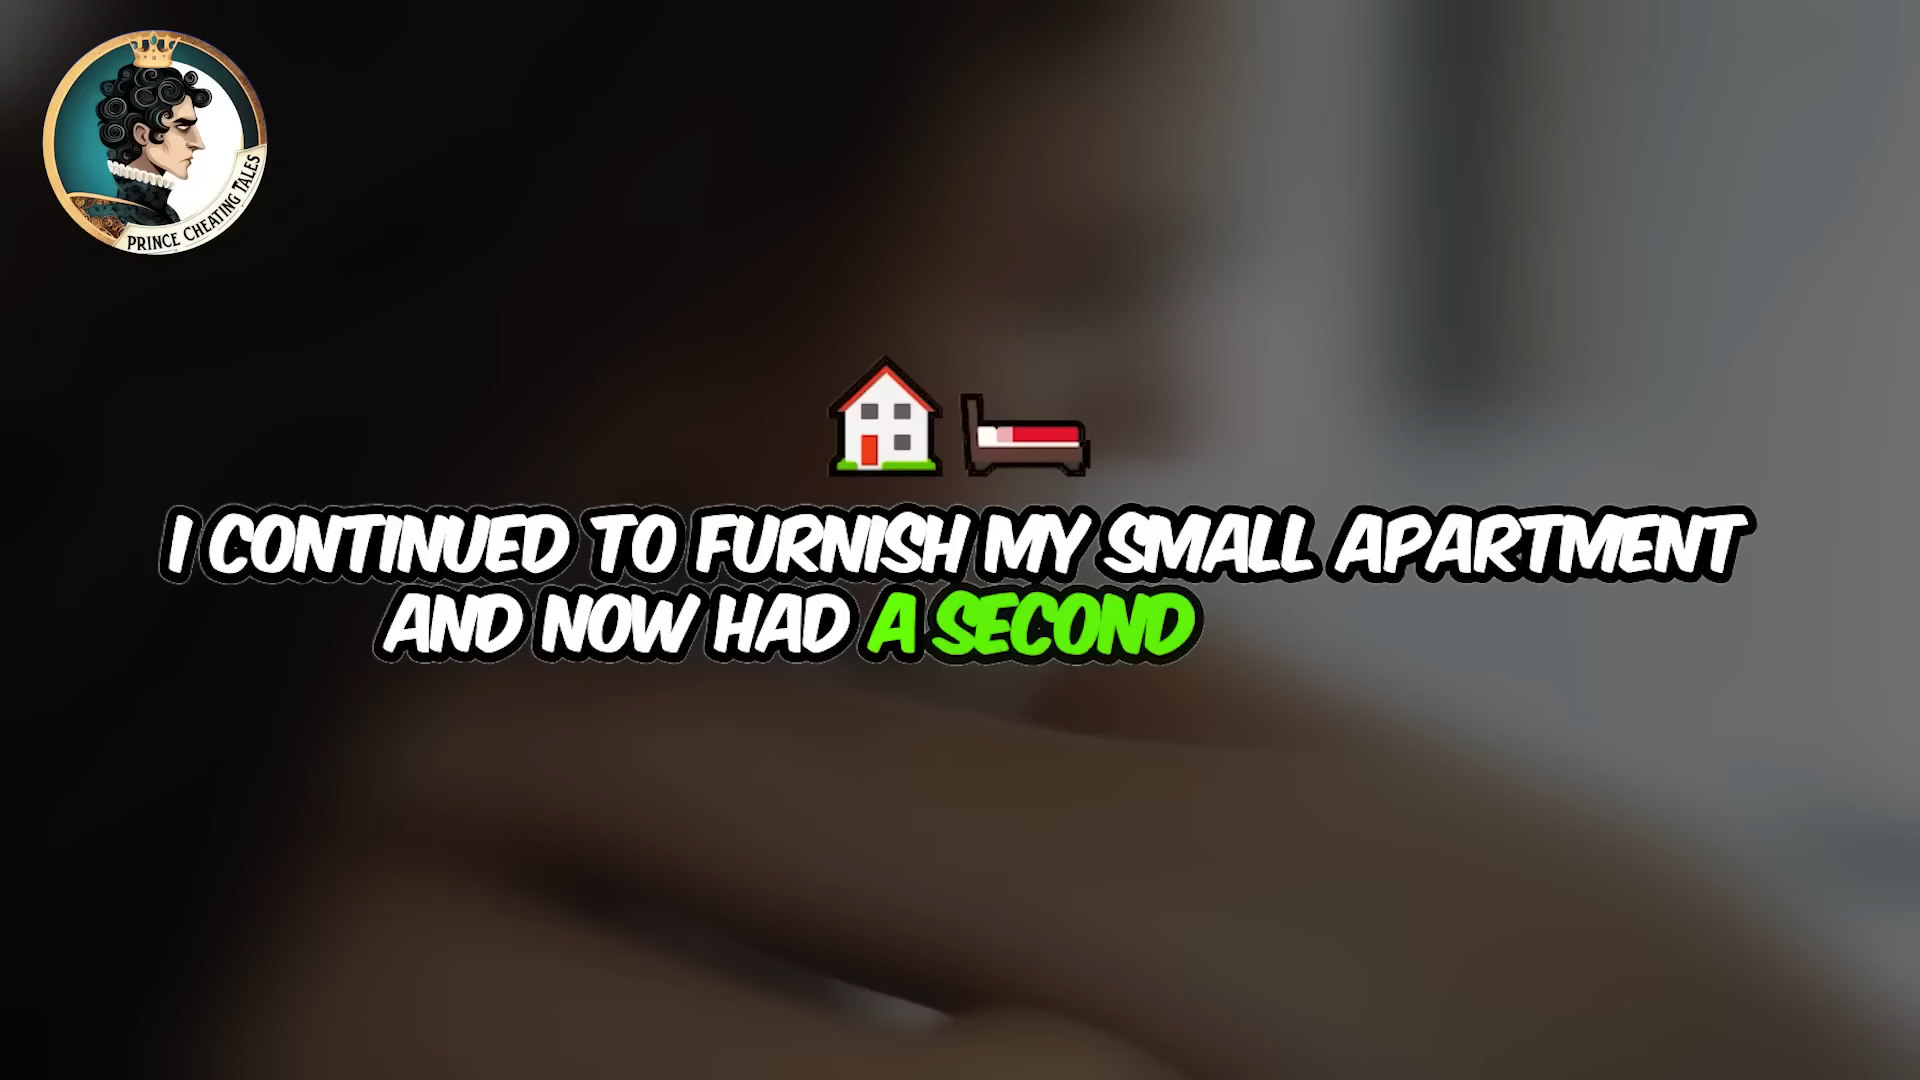 PRINCE CHEATING TALES
I CONTINUED TO FURNISH MY SMALL APARTMENT
AND NOW HAD A SECOND